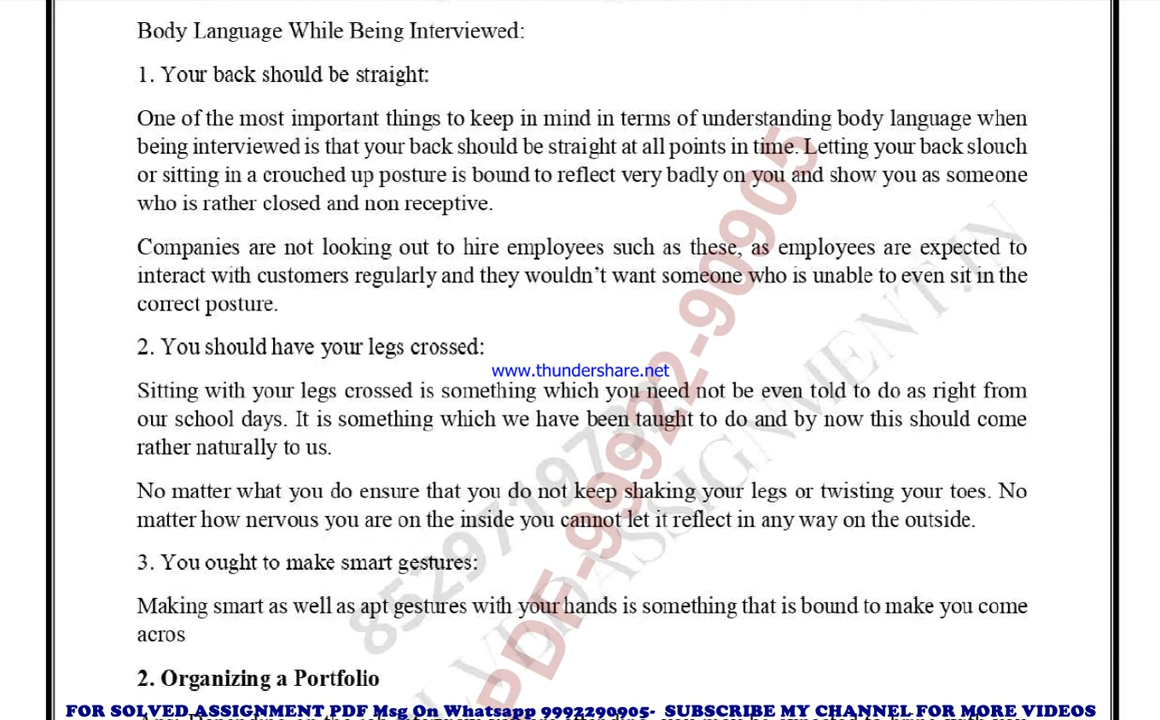 Body Language While Being Interviewed:
1. Your back should be straight:
One of the most important things to keep in mind in terms of understanding body language when
being interviewed is that your back should be straight at all points in time. Letting your back slouch
or sitting in a crouched up posture is bound to reflect very badly on you and show you as someone
who is rather closed and non receptive.
Companies are not looking out to hire employees such as these, as employees are expected to
interact with customers regularly and they wouldn't want someone who is unable to even sit in the
correct posture.
2. You should have your legs crossed:
www.thundershare.net
Sitting with your legs crossed is something which you need not be even told to do as right from
our school days. It is something which we have been taught to do and by now this should come
rather naturally to us.
No matter what you do ensure that you do not keep shaking your legs or twisting your toes. No
matter how nervous you are on the inside you cannot let it reflect in any way on the outside.
3. You ought to make smart gestures:
Making smart as well as apt gestures with your hands is something that is bound to make you come
acros
2. Organizing a Portfolio
FOR SOLVED ASSIGNMENT PDF Msg On Whatsapp 9992290905- SUBSCRIBE MY CHANNEL FOR MORE VIDEOS
PDF-99922-90905